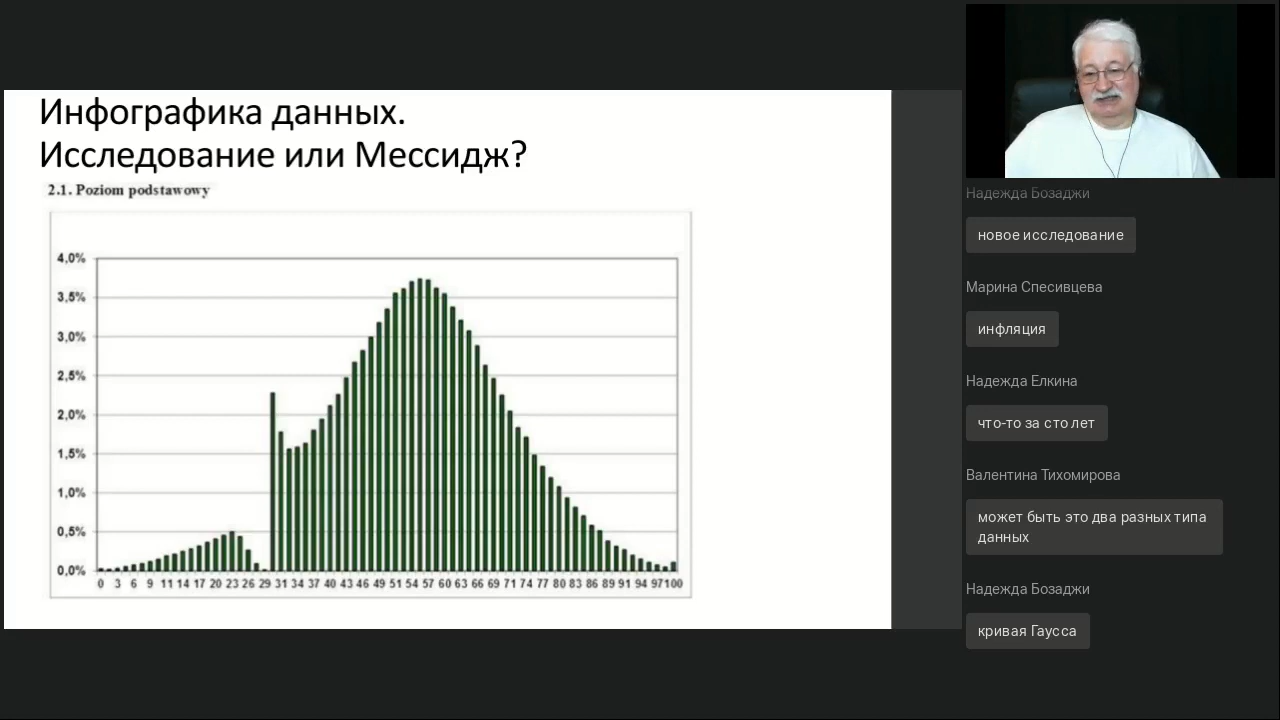 Инфографика данных.
Исследование или Мессидж?
2.1. Poziom podstawowy
4,0%
3,5%
3,0%
2,5%
2,0%
1,5%
1,0%
0,5%
0,0%
0 3 6 9 11 14 17 20 23 26 29 31 34 37 40 43 46 49 51 54 57 60 63 66 69 71 74 77 80 83 86 89 91 94 97 100
Надежда Бозаджи
новое исследование
Марина Спесивцева
инфляция
Надежда Елкина
что-то за сто лет
Валентина Тихомирова
может быть это два разных типа
данных
Надежда Бозаджи
кривая Гаусса